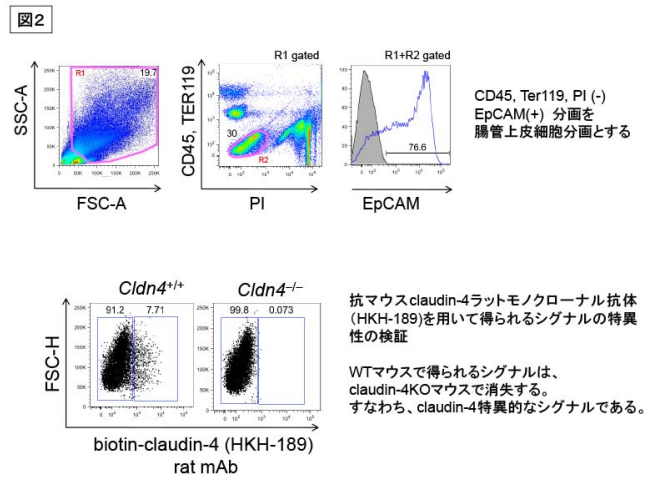 図2
R1 gated
R1+R2 gated
SSC-A
R1
19.7
FSC-A
CD45, TER119
30
R2
PI
76.6
EpCAM
CD45, Ter119, PI (-)
EpCAM(+) 分画を
腸管上皮細胞分画とする
Cldn4+/+
Cldn4–/–
91.2 7.71
99.8 0.073
FSC-H
biotin-claudin-4 (HKH-189)
rat mAb
抗マウスclaudin-4ラットモノクローナル抗体
(HKH-189)を用いて得られるシグナルの特異
性の検証
WTマウスで得られるシグナルは、
claudin-4KOマウスで消失する。
すなわち、claudin-4特異的なシグナルである。